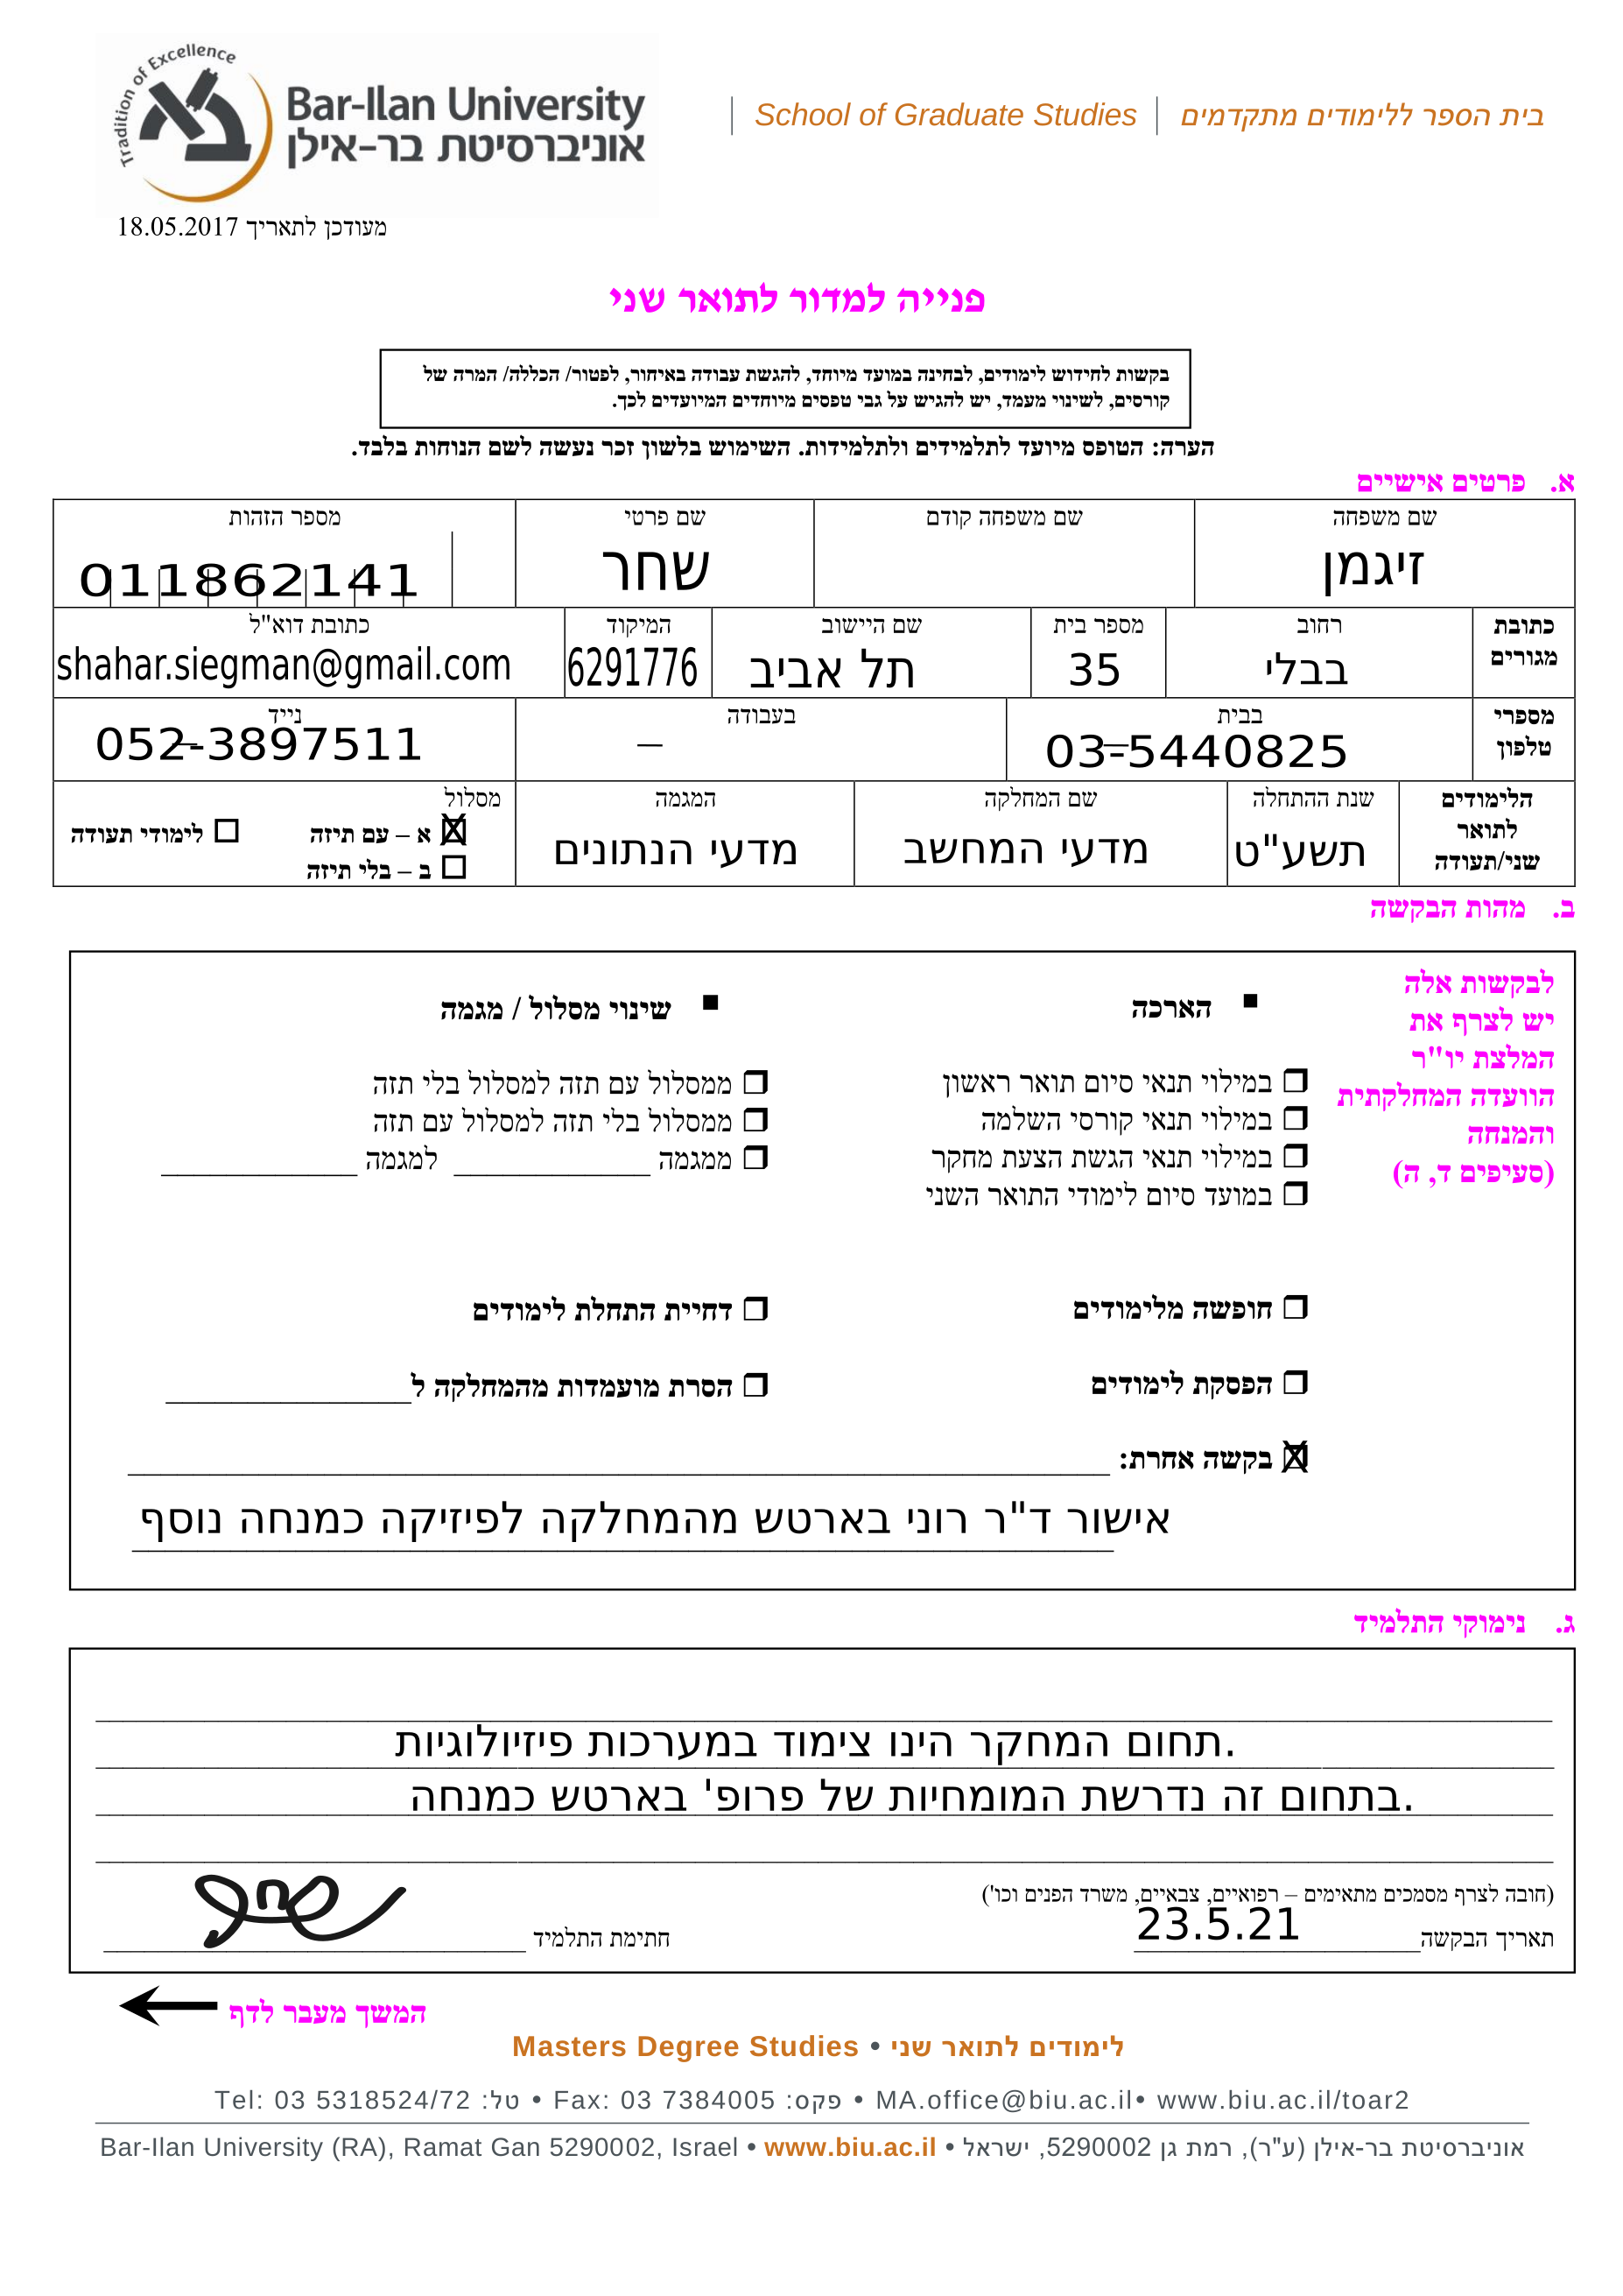 Tradition of Excellence
Bar-Ilan University
אוניברסיטת בר-אילן
School of Graduate Studies | בית הספר ללימודים מתקדמים
מעודכן לתאריך 18.05.2017
פנייה למדור לתואר שני
בקשות לחידוש לימודים, לבחינה במועד מיוחד, להגשת עבודה באיחור, לפטור/ הכללה/ המרה של
קורסים, לשינוי מעמד, יש להגיש על גבי טפסים מיוחדים המיועדים לכך.
הערה: הטופס מיועד לתלמידים ולתלמידות. השימוש בלשון זכר נעשה לשם הנוחות בלבד.
א. פרטים אישיים
שם משפחה שם משפחה קודם שם פרטי מספר הזהות
זיגמן שחר 011862141
כתובת מגורים רחוב מספר בית שם היישוב המיקוד כתובת דוא"ל
בבלי 35 תל אביב 6291776 shahar.siegman@gmail.com
מספרי טלפון בבית בעבודה נייד
03-5440825 – 052-3897511
הלימודים לתואר שני/תעודה שנת ההתחלה שם המחלקה המגמה מסלול
תשע"ט מדעי המחשב מדעי הנתונים X א – עם תיזה לימודי תעודה
ב – בלי תיזה
ב. מהות הבקשה
לבקשות אלה
יש לצרף את
המלצת יו"ר
הוועדה המחלקתית
והמנחה
(סעיפים ד, ה)
הארכה
במילוי תנאי סיום תואר ראשון
במילוי תנאי קורסי השלמה
במילוי תנאי הגשת הצעת מחקר
במועד סיום לימודי התואר השני
שינוי מסלול / מגמה
ממסלול עם תזה למסלול בלי תזה
ממסלול בלי תזה למסלול עם תזה
ממגמה ______________ למגמה ______________
חופשה מלימודים דחיית התחלת לימודים
הפסקת לימודים הסרת מועמדות מהמחלקה ל________________
X בקשה אחרת:
אישור ד"ר רוני בארטש מהמחלקה לפיזיקה כמנחה נוסף
ג. נימוקי התלמיד
תחום המחקר הינו צימוד במערכות פיזיולוגיות.
בתחום זה נדרשת המומחיות של פרופ' בארטש כמנחה.
(חובה לצרף מסמכים מתאימים – רפואיים, צבאיים, משרד הפנים וכו')
תאריך הבקשה 23.5.21 חתימת התלמיד שחר
המשך מעבר לדף
Masters Degree Studies • לימודים לתואר שני
Tel: 03 5318524/72 :טל • Fax: 03 7384005 :פקס • MA.office@biu.ac.il• www.biu.ac.il/toar2
Bar-Ilan University (RA), Ramat Gan 5290002, Israel • www.biu.ac.il • אוניברסיטת בר-אילן (ע"ר), רמת גן 5290002, ישראל